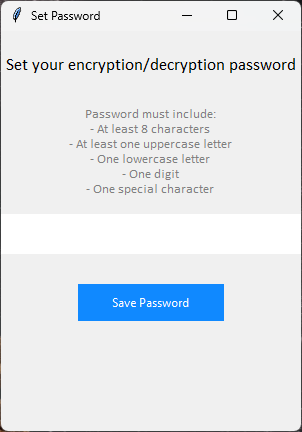 Set Password
Set your encryption/decryption password
Password must include:
- At least 8 characters
- At least one uppercase letter
- One lowercase letter
- One digit
- One special character
Save Password